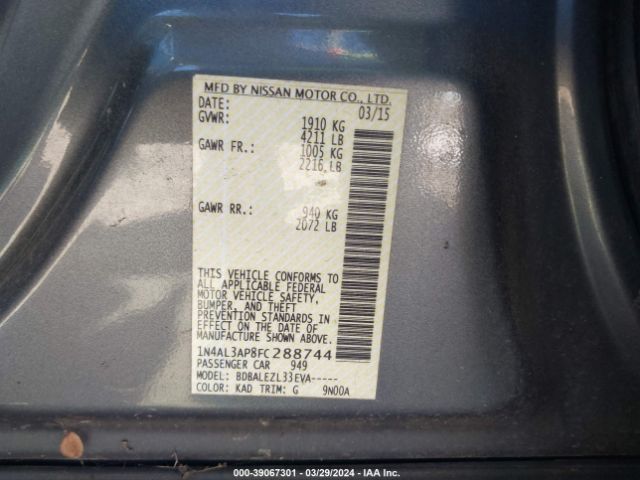 MFD BY NISSAN MOTOR CO., LTD.
DATE: 03/15
GVWR: 1910 KG
4211 LB
GAWR FR.: 1005 KG
2216 LB
GAWR RR.: 940 KG
2072 LB
THIS VEHICLE CONFORMS TO
ALL APPLICABLE FEDERAL
MOTOR VEHICLE SAFETY,
BUMPER, AND THEFT
PREVENTION STANDARDS IN
EFFECT ON THE DATE OF
MANUFACTURE SHOWN ABOVE.
1N4AL3AP8FC288744
PASSENGER CAR 949
MODEL: BDBALEZL33EVA-----
COLOR: KAD TRIM: G 9N00A
000-39067301 - 03/29/2024 - IAA Inc.